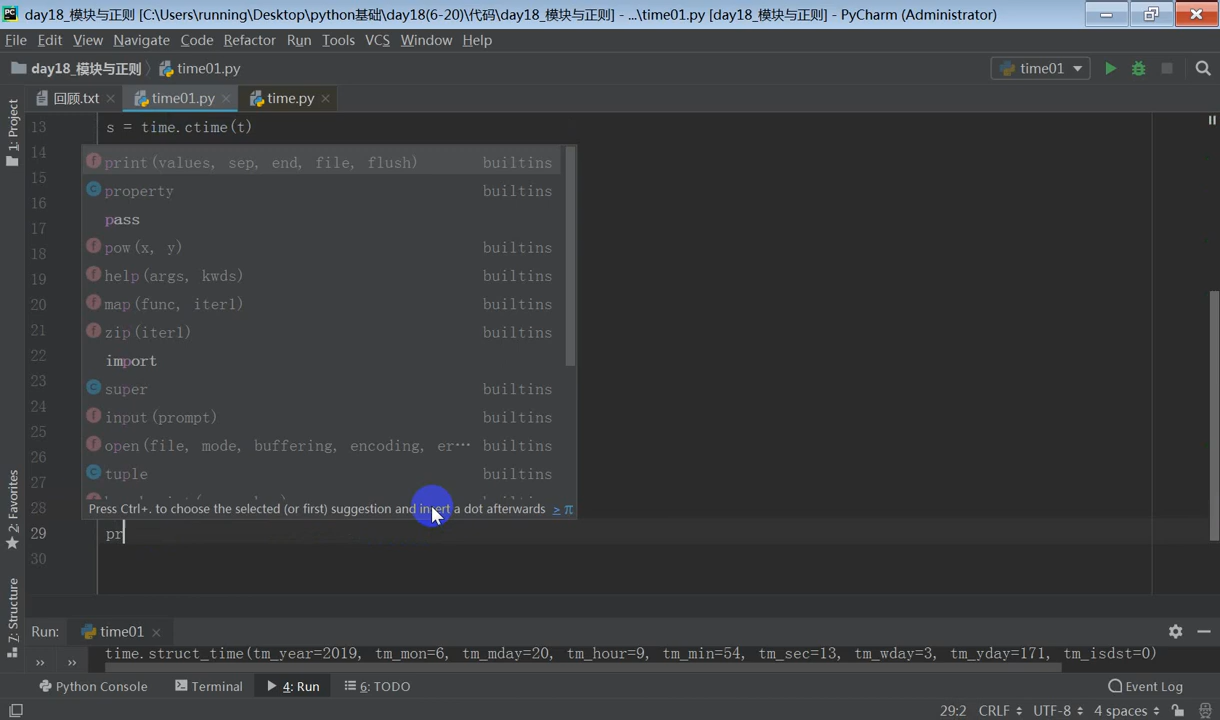 day18_模块与正则 [C:\Users\running\Desktop\python基础\day18(6-20)\代码\day18_模块与正则] - ...\time01.py [day18_模块与正则] - PyCharm (Administrator)
File Edit View Navigate Code Refactor Run Tools VCS Window Help
day18_模块与正则 time01.py time01
回顾.txt time01.py time.py
1: Project
13 s = time.ctime(t)
14
print(values, sep, end, file, flush) builtins
15
property builtins
16
pass
17
pow(x, y) builtins
18
help(args, kwds) builtins
19
map(func, iter1) builtins
20
zip(iter1) builtins
21
import
22
super builtins
23
input(prompt) builtins
24
open(file, mode, buffering, encoding, er… builtins
25
tuple builtins
26
27
28
Press Ctrl+. to choose the selected (or first) suggestion and insert a dot afterwards > π
29 pr
30
2: Favorites
7: Structure
Run: time01
time.struct_time(tm_year=2019, tm_mon=6, tm_mday=20, tm_hour=9, tm_min=54, tm_sec=13, tm_wday=3, tm_yday=171, tm_isdst=0)
Python Console Terminal 4: Run 6: TODO Event Log
29:2 CRLF UTF-8 4 spaces